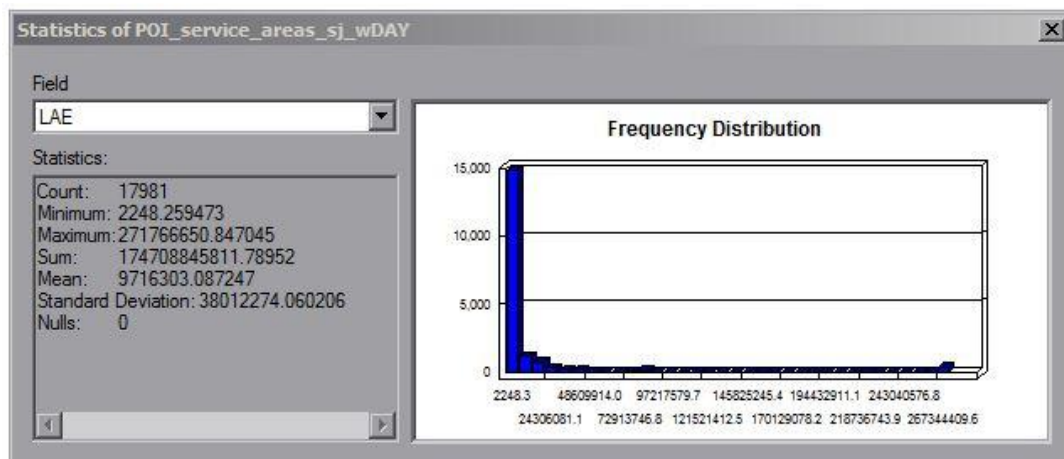 Statistics of POI_service_areas_sj_wDAY
Field
LAE
Statistics:
Count: 17981
Minimum: 2248.259473
Maximum: 271766650.847045
Sum: 174708845811.78952
Mean: 9716303.087247
Standard Deviation: 38012274.060206
Nulls: 0
Frequency Distribution
15,000
10,000
5,000
0
2248.3 48609914.0 97217579.7 145825245.4 194432911.1 243040576.8
24306081.1 72913746.8 121521412.5 170129078.2 218736743.9 267344409.6